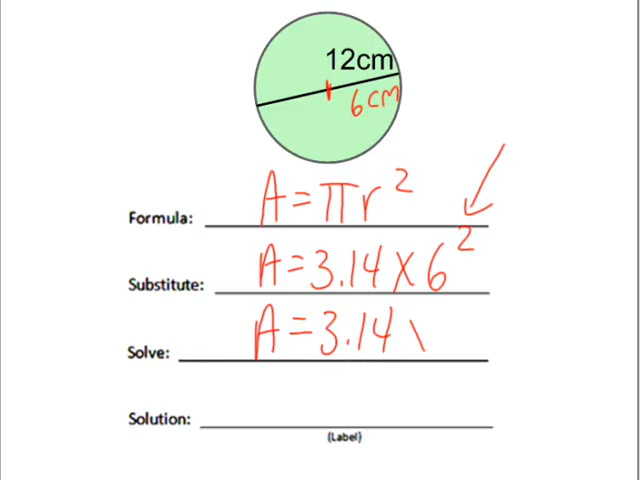 12cm
6cm
Formula: A = πr²
Substitute: A = 3.14 × 6²
Solve: A = 3.14 \
Solution:
(Label)